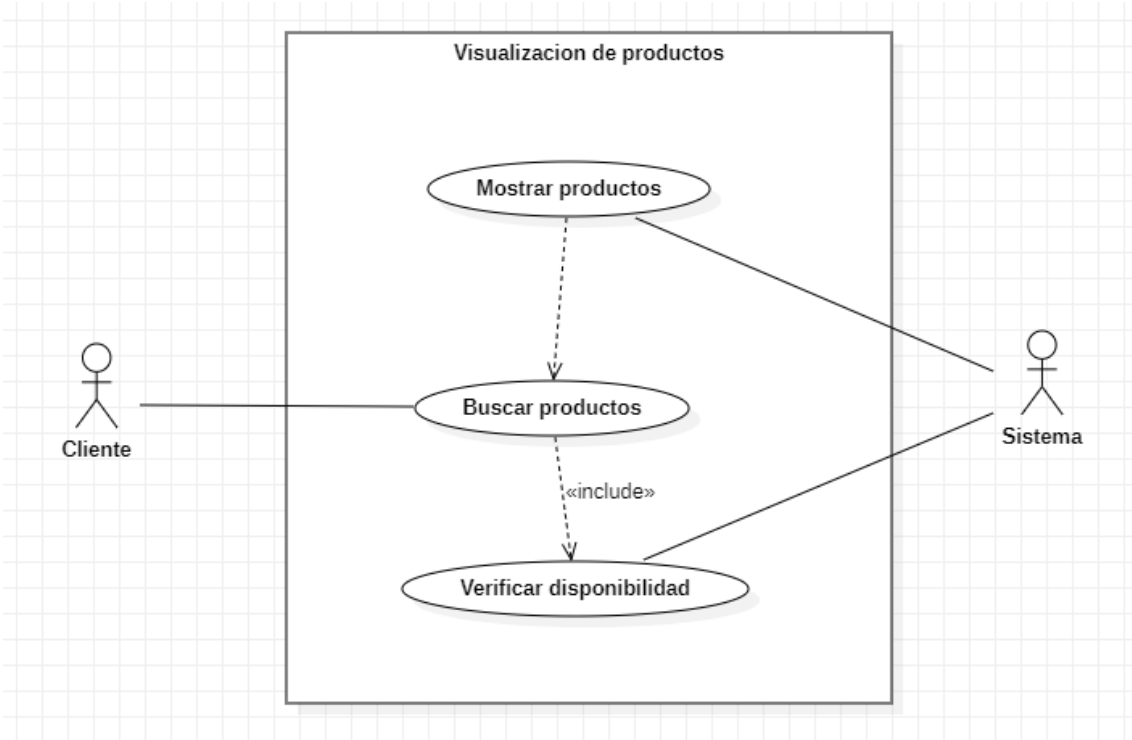 Visualizacion de productos
Mostrar productos
Buscar productos
Cliente
Sistema
«include»
Verificar disponibilidad